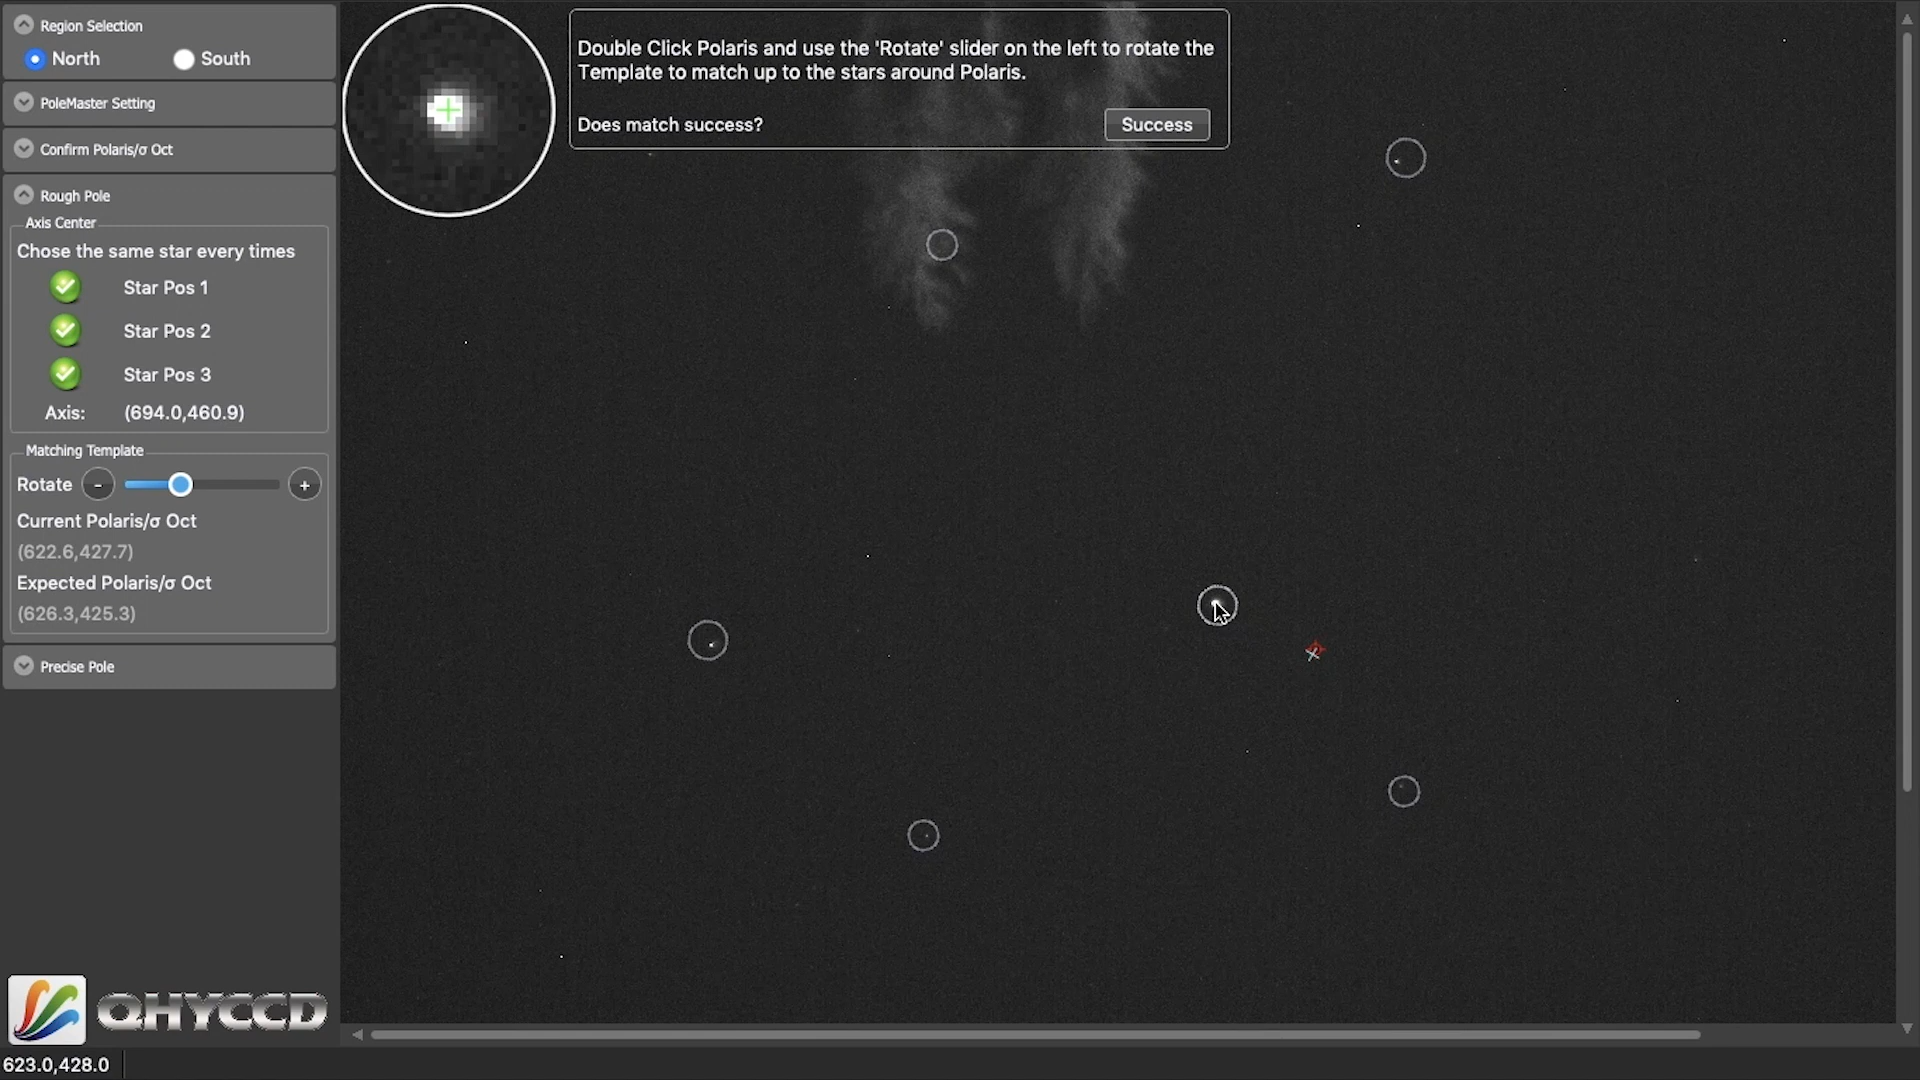 Region Selection
North
South
PoleMaster Setting
Confirm Polaris/σ Oct
Rough Pole
Axis Center
Chose the same star every times
Star Pos 1
Star Pos 2
Star Pos 3
Axis: (694.0,460.9)
Matching Template
Rotate - +
Current Polaris/σ Oct
(622.6,427.7)
Expected Polaris/σ Oct
(626.3,425.3)
Precise Pole
QHYCCD
623.0,428.0
Double Click Polaris and use the 'Rotate' slider on the left to rotate the
Template to match up to the stars around Polaris.
Does match success?
Success